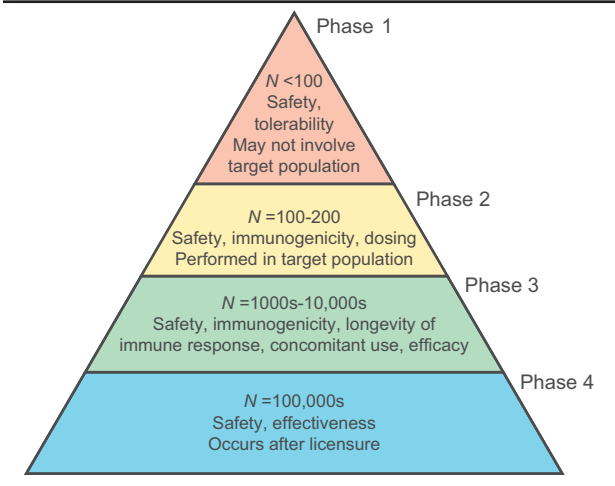 Phase 1
N <100
Safety,
tolerability
May not involve
target population
Phase 2
N =100-200
Safety, immunogenicity, dosing
Performed in target population
Phase 3
N =1000s-10,000s
Safety, immunogenicity, longevity of
immune response, concomitant use, efficacy
Phase 4
N =100,000s
Safety, effectiveness
Occurs after licensure